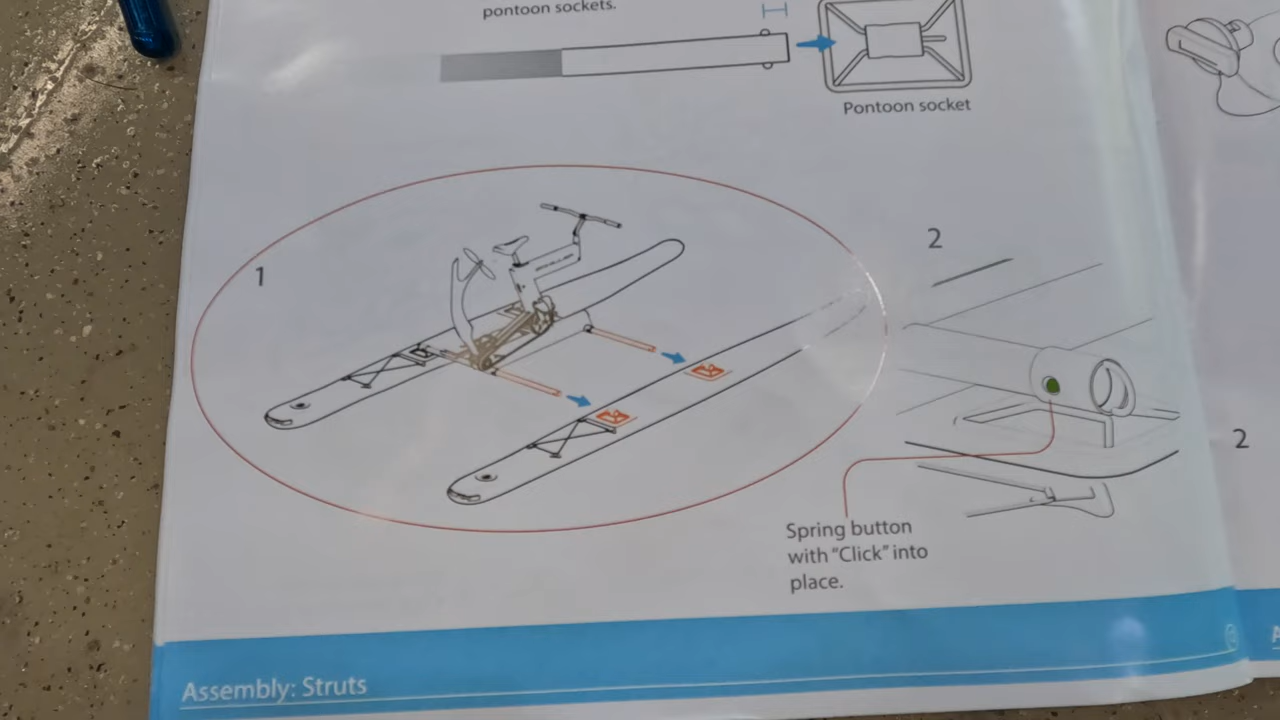 pontoon sockets.
Pontoon socket
1
2
Spring button
with "Click" into
place.
2
Assembly: Struts